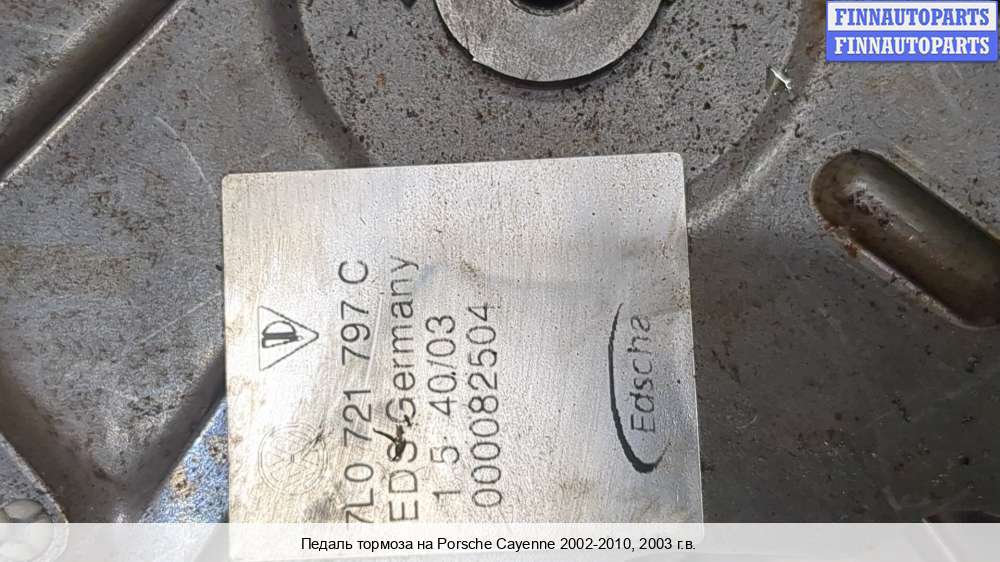 FINNAUTOPARTS
FINNAUTOPARTS
7L0 721 797 C
EDS-Germany
1 5 40/03
000082504
Edscha
Педаль тормоза на Porsche Cayenne 2002-2010, 2003 г.в.